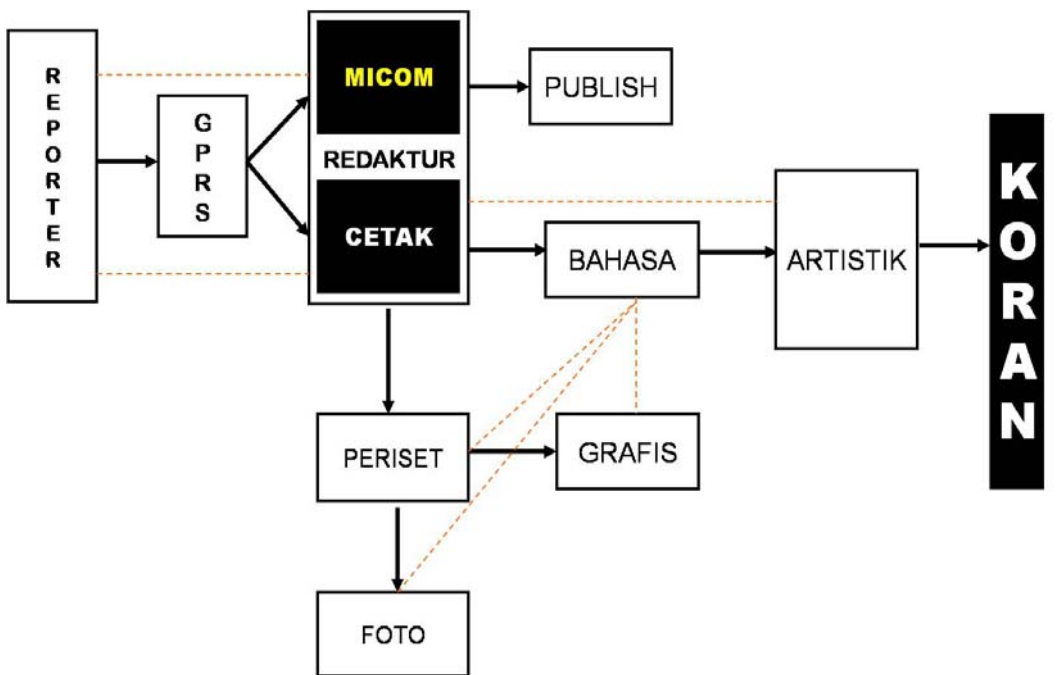 REPORTER
GPRS
MICOM
REDAKTUR
CETAK
PUBLISH
BAHASA
ARTISTIK
KORAN
PERISET
GRAFIS
FOTO